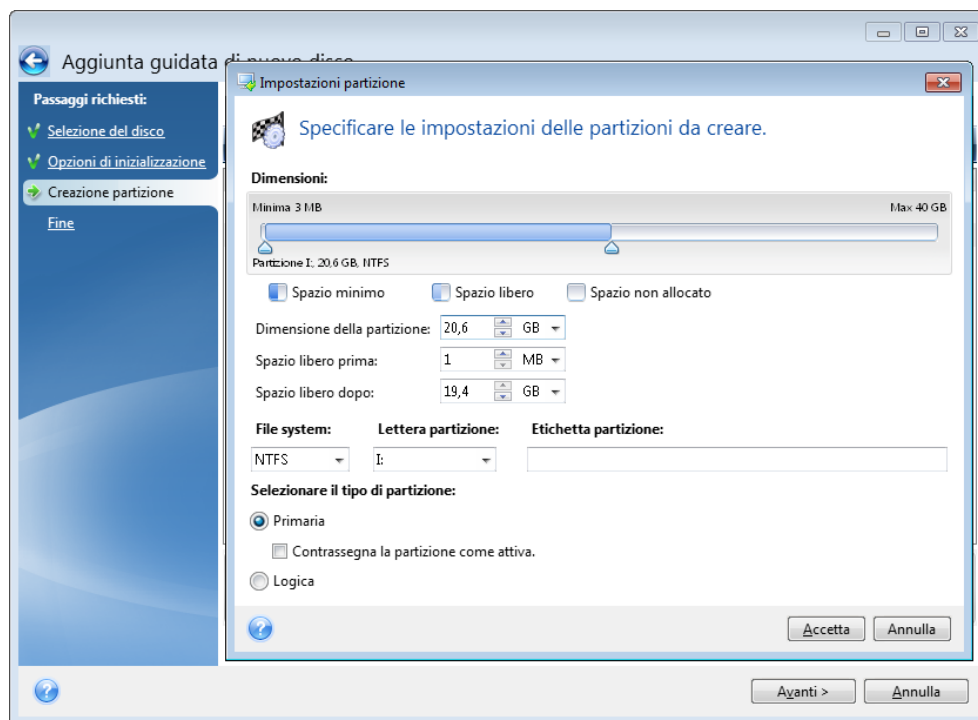 Aggiunta guidata di nuovo disco
Passaggi richiesti:
Selezione del disco
Opzioni di inizializzazione
Creazione partizione
Fine
Impostazioni partizione
Specificare le impostazioni delle partizioni da creare.
Dimensioni:
Minima 3 MB Max 40 GB
Partizione I:, 20,6 GB, NTFS
Spazio minimo Spazio libero Spazio non allocato
Dimensione della partizione: 20,6 GB
Spazio libero prima: 1 MB
Spazio libero dopo: 19,4 GB
File system: Lettera partizione: Etichetta partizione:
NTFS I:
Selezionare il tipo di partizione:
Primaria
Contrassegna la partizione come attiva.
Logica
Accetta Annulla
Avanti > Annulla